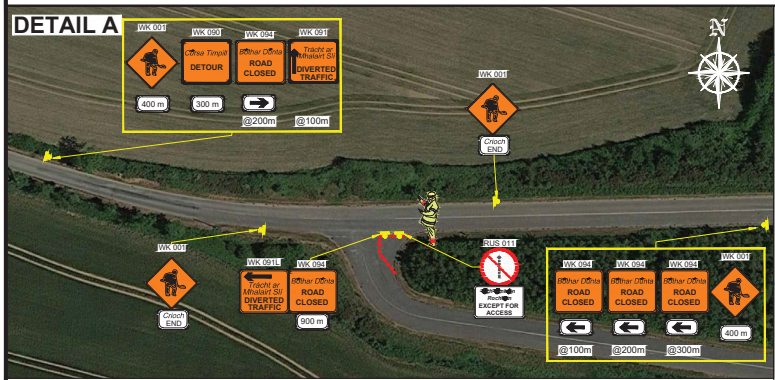 DETAIL A
WK 001
WK 090
WK 094
WK 091
Cúrsa Timpill
DETOUR
Bóthar Dúnta
ROAD
CLOSED
Trácht ar
Mhalairt Slí
DIVERTED
TRAFFIC
400 m
300 m
@200m
@100m
WK 001
Críoch
END
N
WK 001
Críoch
END
WK 091L
Trácht ar
Mhalairt Slí
DIVERTED
TRAFFIC
WK 094
Bóthar Dúnta
ROAD
CLOSED
900 m
RUS 011
EXCEPT FOR
ACCESS
WK 094
WK 094
WK 094
WK 001
Bóthar Dúnta
ROAD
CLOSED
Bóthar Dúnta
ROAD
CLOSED
Bóthar Dúnta
ROAD
CLOSED
400 m
@100m
@200m
@300m